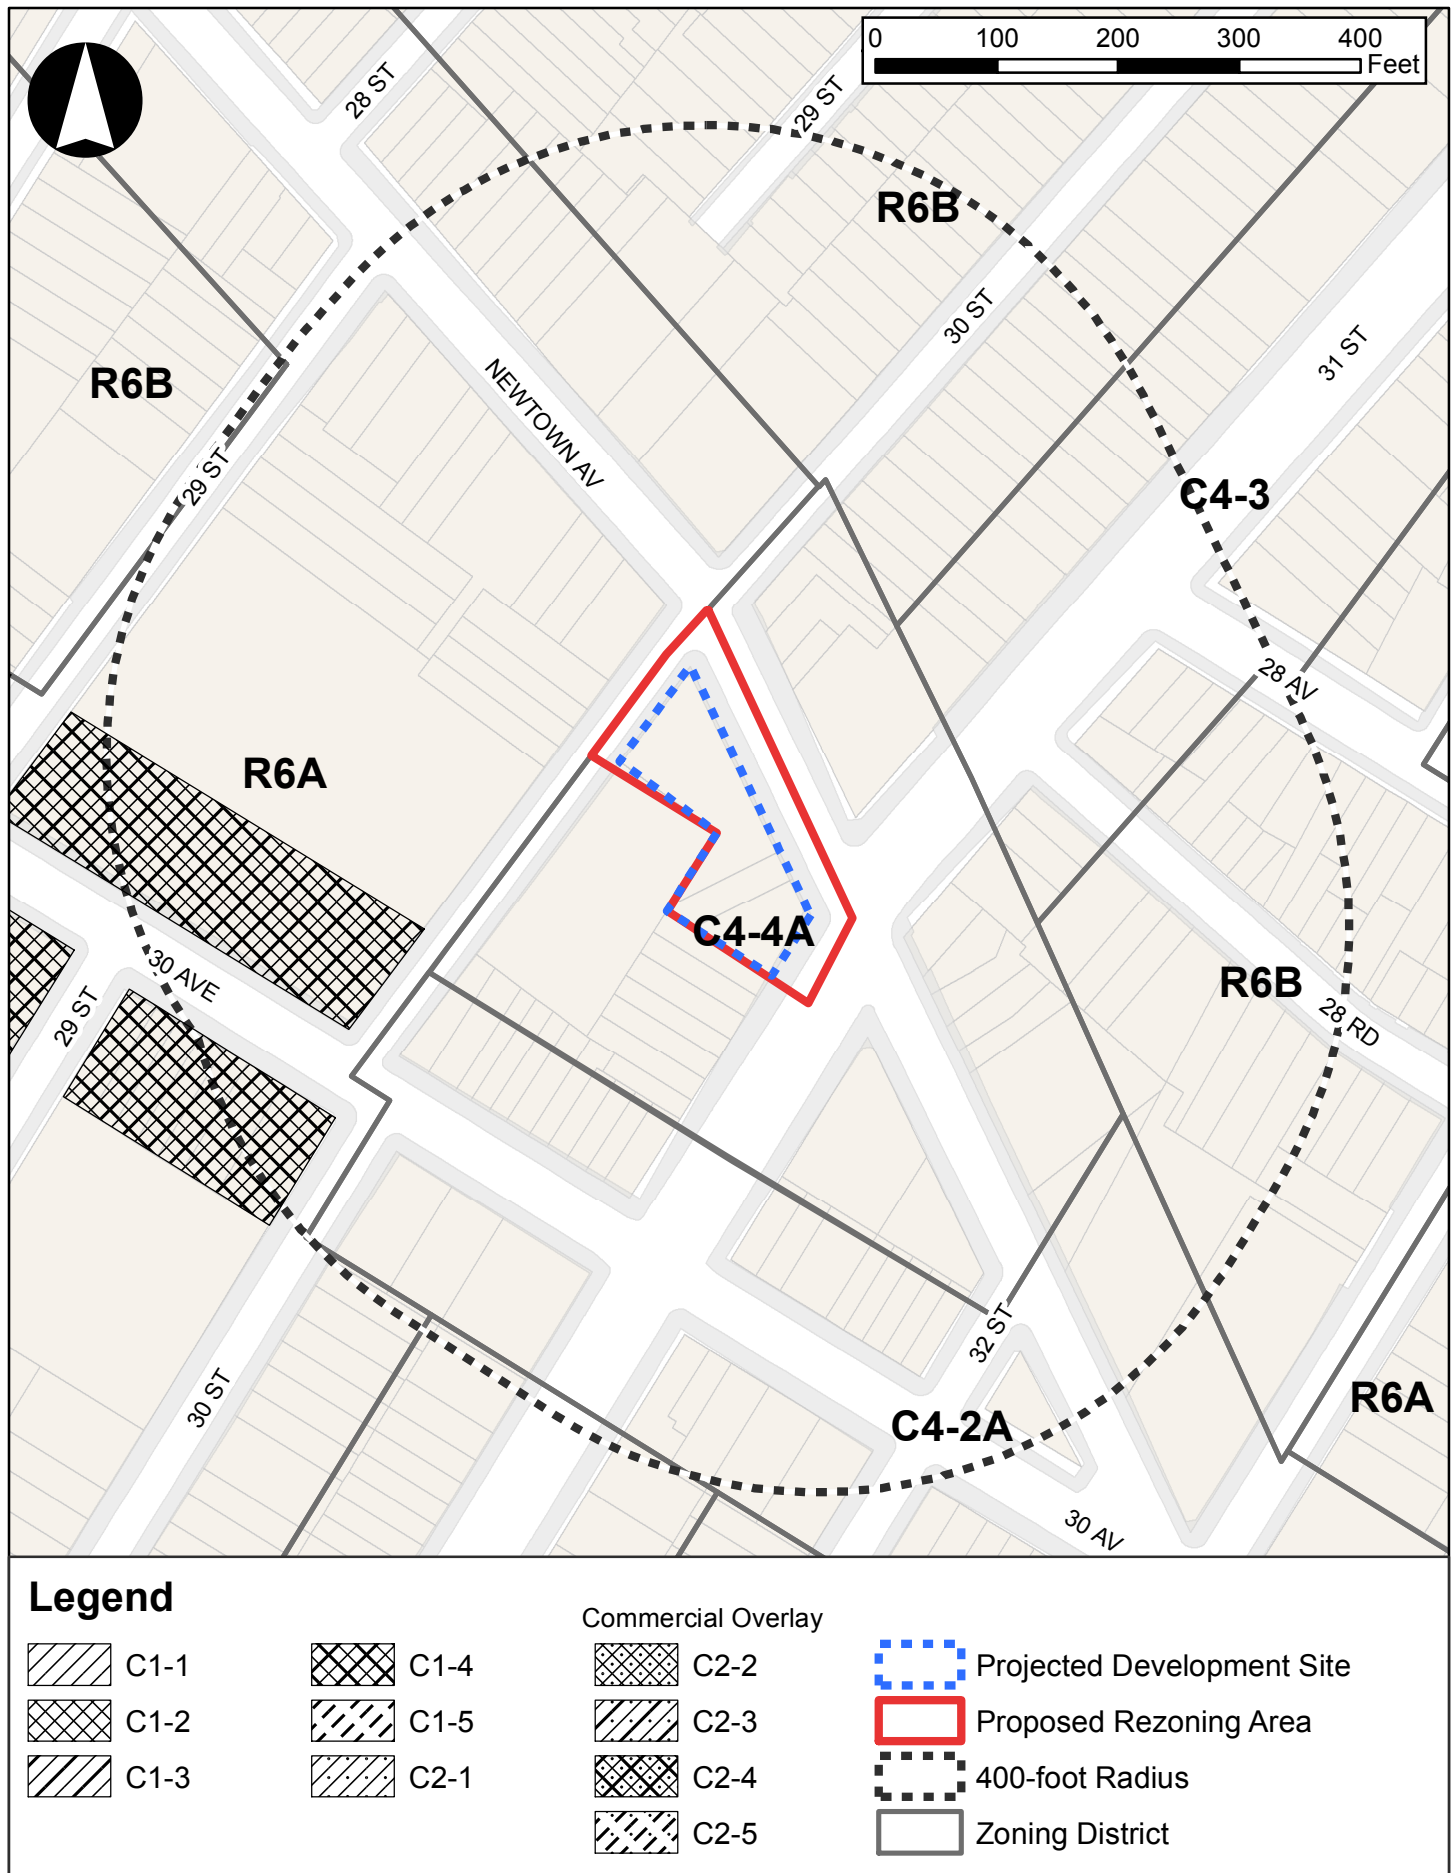 0 100 200 300 400
Feet
28 ST
29 ST
R6B
30 ST
31 ST
R6B
NEWTOWN AV
29 ST
C4-3
28 AV
R6A
C4-4A
30 AVE
29 ST
R6B
28 RD
32 ST
30 ST
R6A
C4-2A
30 AV
Legend
Commercial Overlay
C1-1
C1-2
C1-3
C1-4
C1-5
C2-1
C2-2
C2-3
C2-4
C2-5
Projected Development Site
Proposed Rezoning Area
400-foot Radius
Zoning District